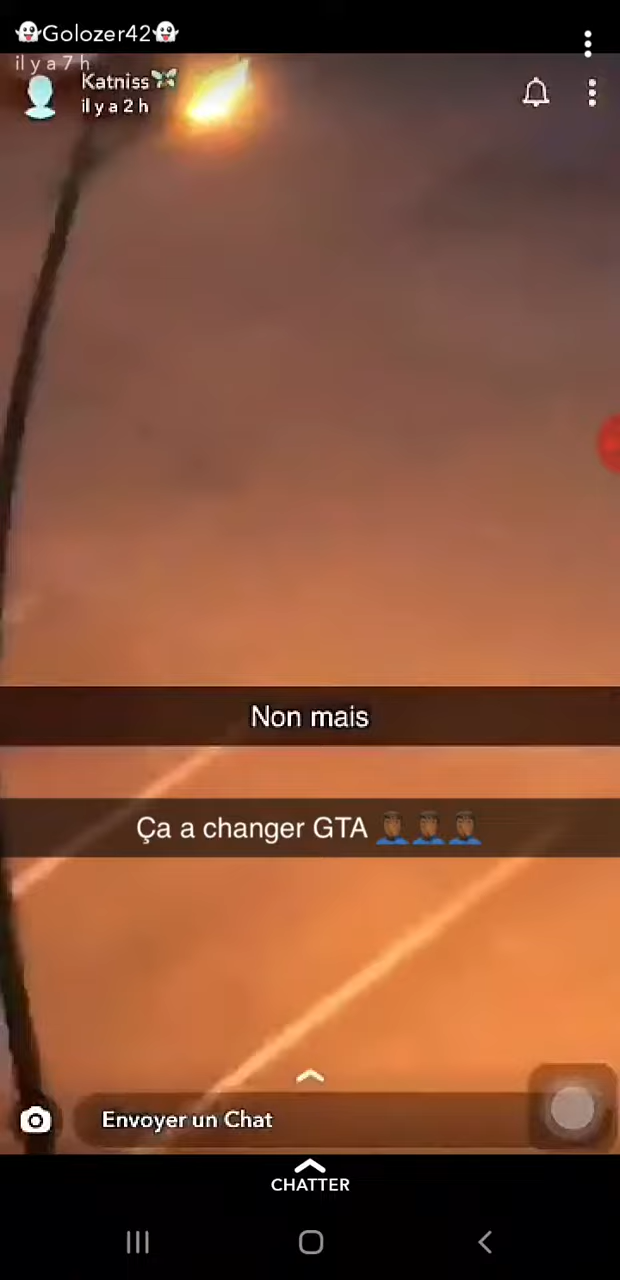 👻Golozer42👻
il y a 7 h
Katniss🦋
il y a 2 h
Non mais
Ça a changer GTA 🤦🏾‍♂️🤦🏾‍♂️🤦🏾‍♂️
Envoyer un Chat
CHATTER